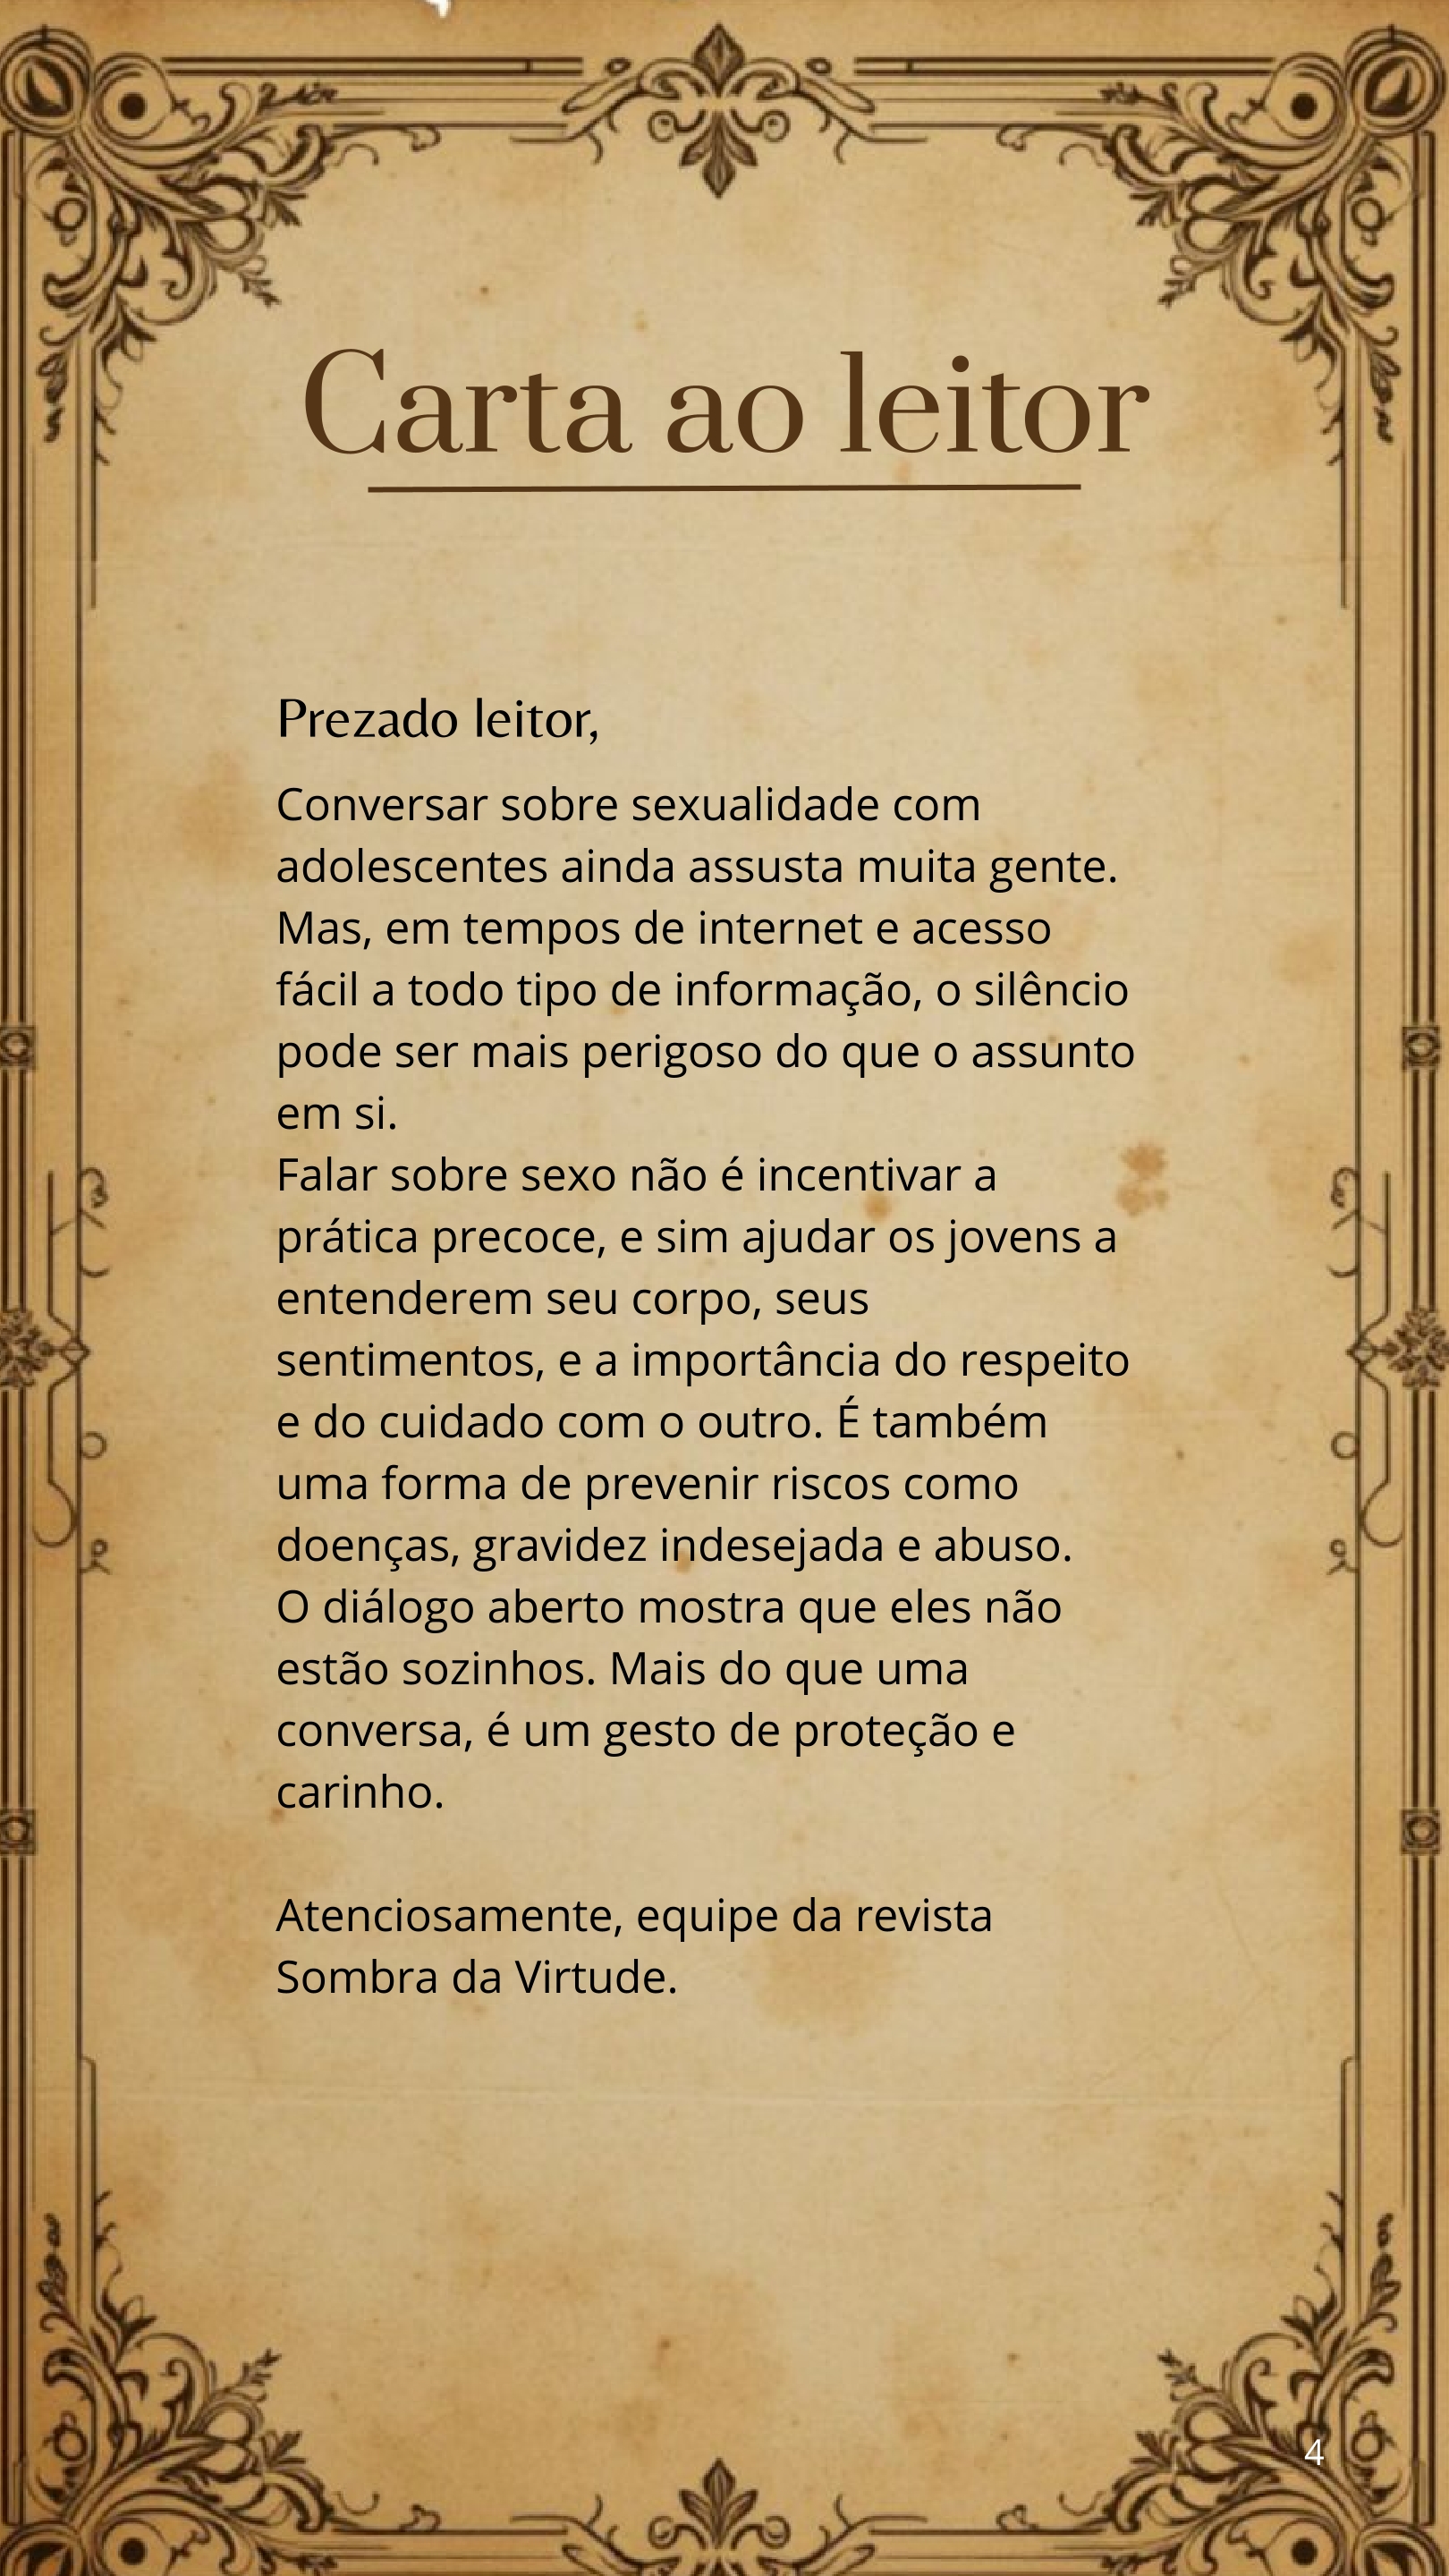 Carta ao leitor
Prezado leitor,
Conversar sobre sexualidade com
adolescentes ainda assusta muita gente.
Mas, em tempos de internet e acesso
fácil a todo tipo de informação, o silêncio
pode ser mais perigoso do que o assunto
em si.
Falar sobre sexo não é incentivar a
prática precoce, e sim ajudar os jovens a
entenderem seu corpo, seus
sentimentos, e a importância do respeito
e do cuidado com o outro. É também
uma forma de prevenir riscos como
doenças, gravidez indesejada e abuso.
O diálogo aberto mostra que eles não
estão sozinhos. Mais do que uma
conversa, é um gesto de proteção e
carinho.
Atenciosamente, equipe da revista
Sombra da Virtude.
4